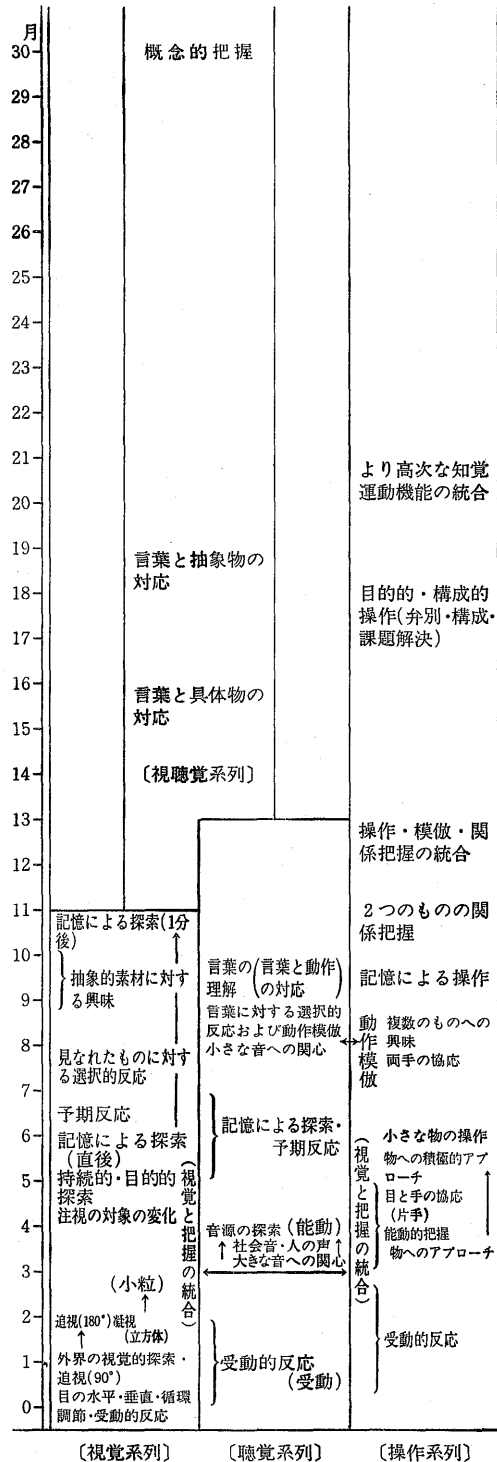 月
30
29
28
27
26
25
24
23
22
21
20
19
18
17
16
15
14
13
12
11
10
9
8
7
6
5
4
3
2
1
0
概念的把握
言葉と抽象物の
対応
言葉と具体物の
対応
〔視聴覚系列〕
記憶による探索(1分
後)
抽象的素材に対す
る興味
見なれたものに対す
る選択的反応
予期反応
記憶による探索
(直後)
持続的・目的的
探索
注視の対象の変化
(視覚と把握の統合)
(小粒)
追視(180°)凝視
(立方体)
外界の視覚的探索・
追視(90°)
目の水平・垂直・循環
調節・受動的反応
〔視覚系列〕
言葉の(言葉と動作)
理解 の対応
言葉に対する選択的
反応および動作模倣
小さな音への関心
記憶による探索・
予期反応
音源の探索(能動)
社会音・人の声
大きな音への関心
受動的反応
(受動)
〔聴覚系列〕
より高次な知覚
運動機能の統合
目的的・構成的
操作(弁別・構成・
課題解決)
操作・模倣・関
係把握の統合
2つのものの関
係把握
記憶による操作
動作模倣
複数のものへの
興味
両手の協応
(視覚と把握の統合)
小さな物の操作
物への積極的アプ
ローチ
目と手の協応
(片手)
能動的把握
物へのアプローチ
受動的反応
〔操作系列〕